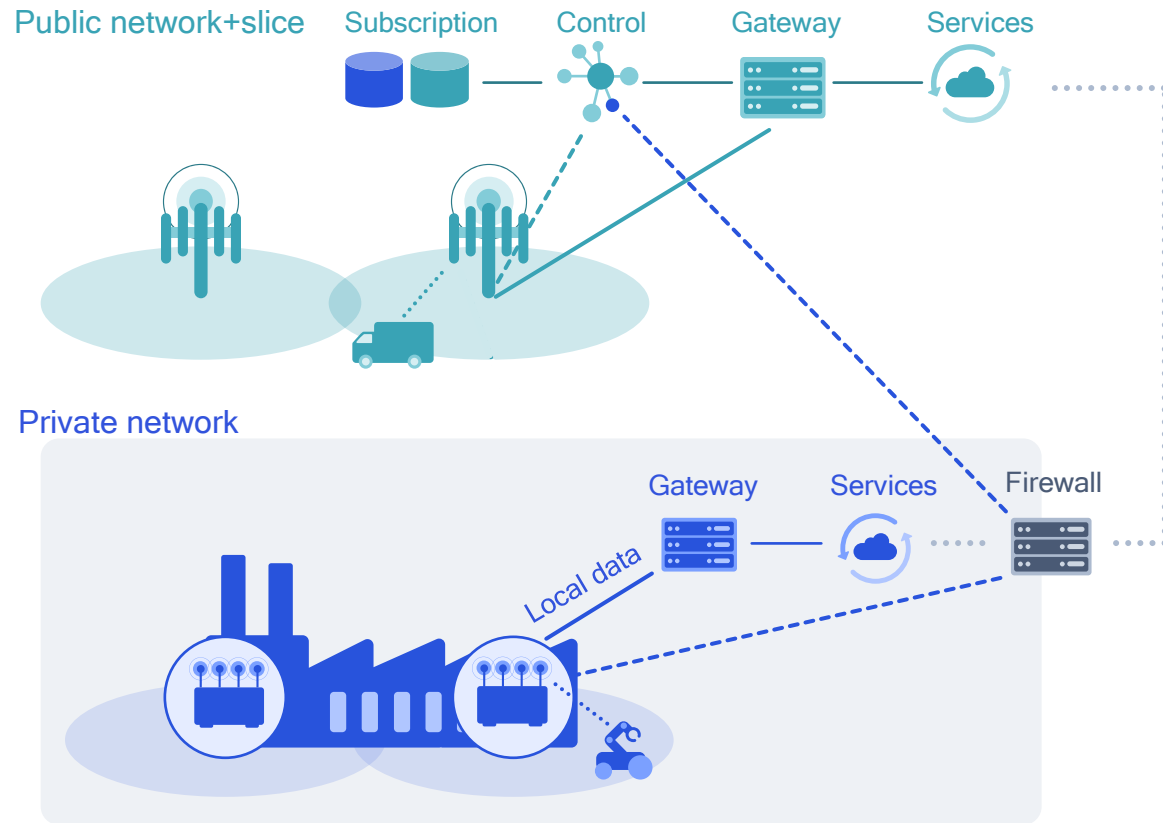 Public network+slice
Subscription
Control
Gateway
Services
Private network
Gateway
Services
Firewall
Local data